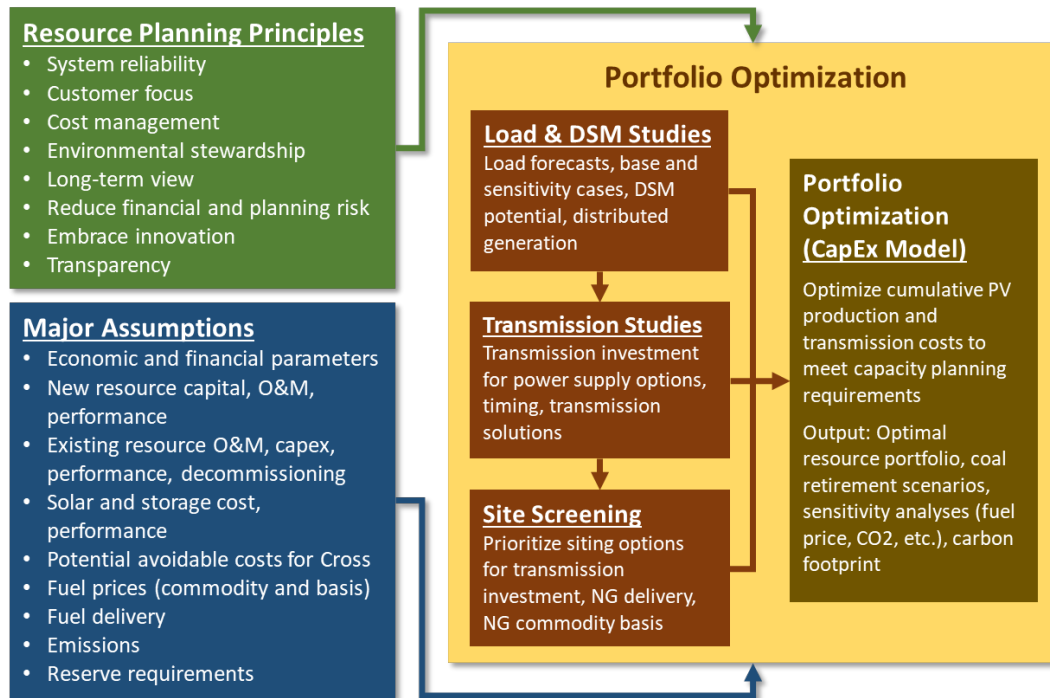 Resource Planning Principles
• System reliability
• Customer focus
• Cost management
• Environmental stewardship
• Long-term view
• Reduce financial and planning risk
• Embrace innovation
• Transparency
Major Assumptions
• Economic and financial parameters
• New resource capital, O&M,
performance
• Existing resource O&M, capex,
performance, decommissioning
• Solar and storage cost,
performance
• Potential avoidable costs for Cross
• Fuel prices (commodity and basis)
• Fuel delivery
• Emissions
• Reserve requirements
Portfolio Optimization
Load & DSM Studies
Load forecasts, base and
sensitivity cases, DSM
potential, distributed
generation
Transmission Studies
Transmission investment
for power supply options,
timing, transmission
solutions
Site Screening
Prioritize siting options
for transmission
investment, NG delivery,
NG commodity basis
Portfolio
Optimization
(CapEx Model)
Optimize cumulative PV
production and
transmission costs to
meet capacity planning
requirements
Output: Optimal
resource portfolio, coal
retirement scenarios,
sensitivity analyses (fuel
price, CO2, etc.), carbon
footprint